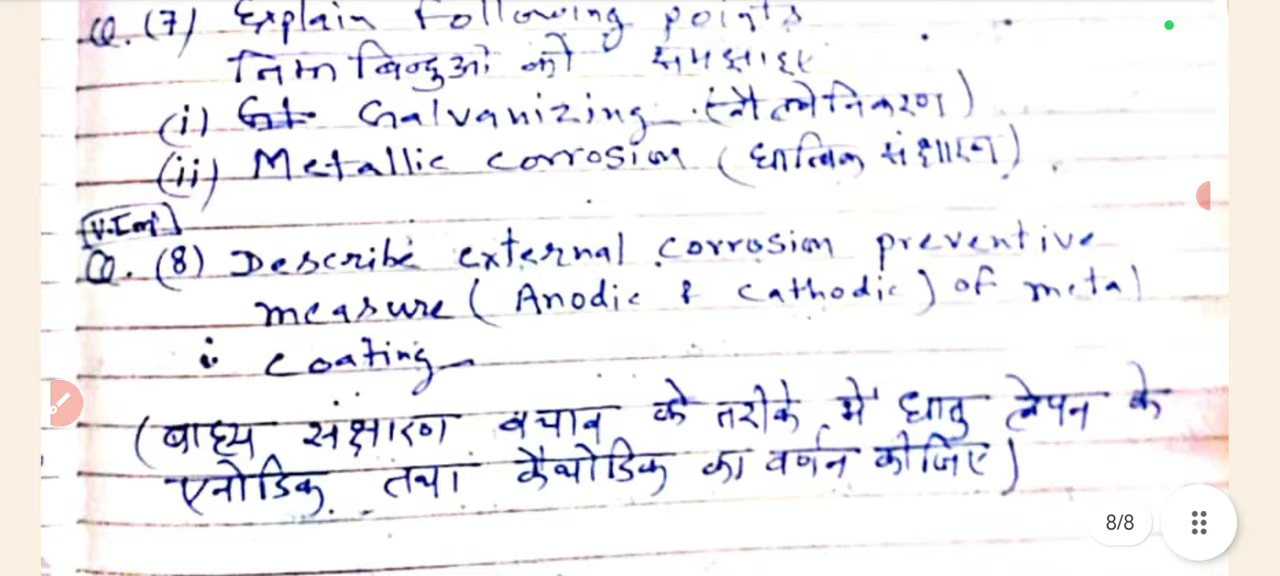 Q. (7) Explain Following points
निम्न बिन्दुओं को समझाइए
(i) Galvanizing (गैल्वेनिकरण)
(ii) Metallic corrosion (धात्विक संक्षारण)
V.Imp
Q. (8) Describe external corrosion preventive
measure ( Anodic & Cathodic ) of metal
coating
( बाह्य संक्षारण बचाव के तरीके में धातु लेपन के
एनोडिक तथा कैथोडिक का वर्णन कीजिए )
8/8